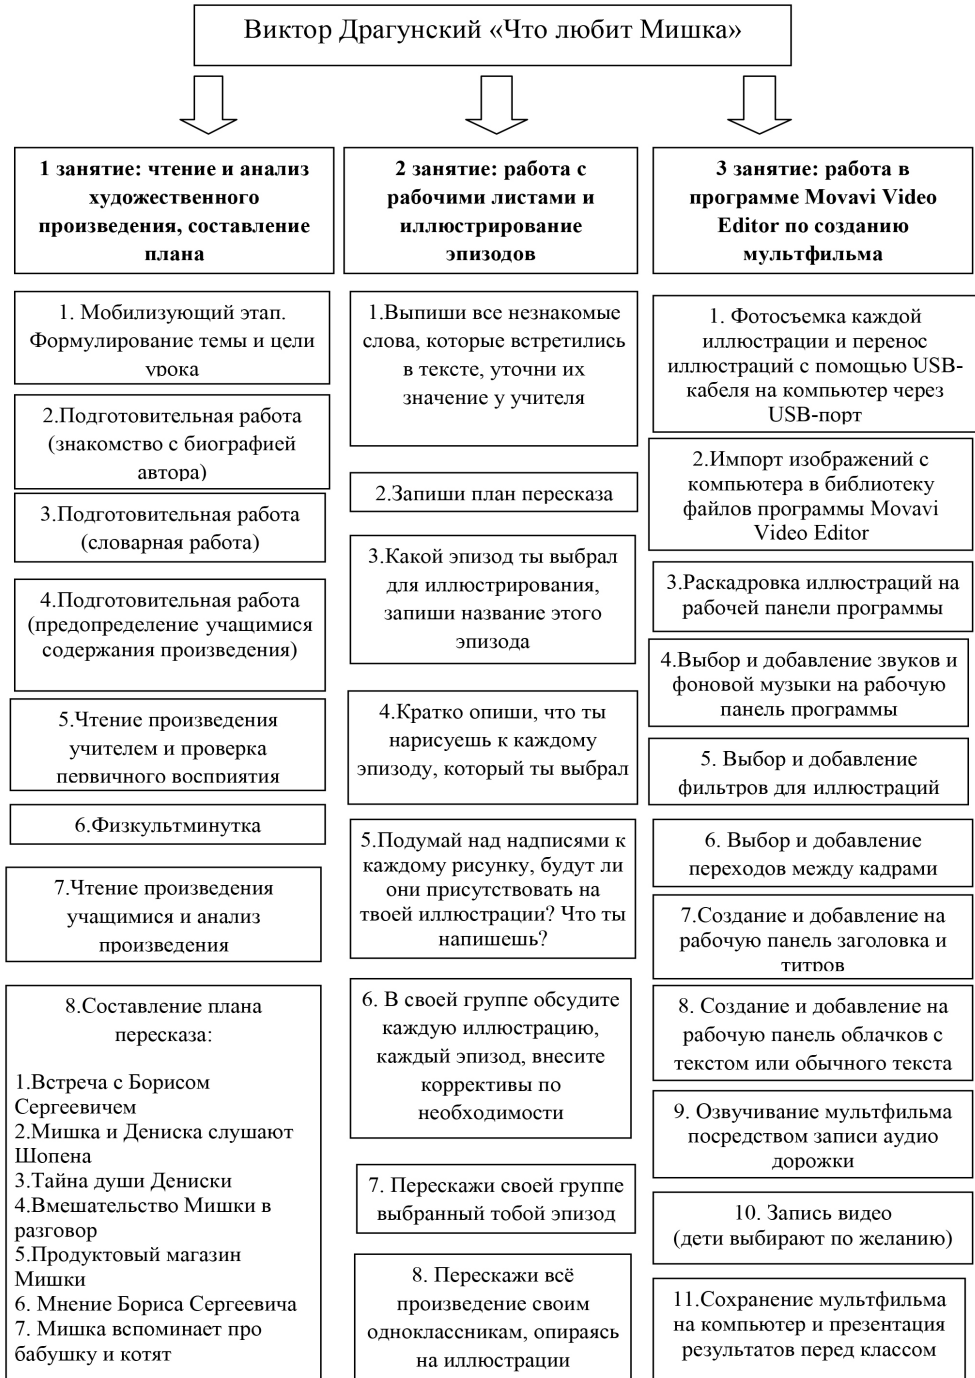 Виктор Драгунский «Что любит Мишка»
1 занятие: чтение и анализ
художественного
произведения, составление
плана
1. Мобилизующий этап.
Формулирование темы и цели
урока
2.Подготовительная работа
(знакомство с биографией
автора)
3.Подготовительная работа
(словарная работа)
4.Подготовительная работа
(предопределение учащимися
содержания произведения)
5.Чтение произведения
учителем и проверка
первичного восприятия
6.Физкультминутка
7.Чтение произведения
учащимися и анализ
произведения
8.Составление плана
пересказа:
1.Встреча с Борисом
Сергеевичем
2.Мишка и Дениска слушают
Шопена
3.Тайна души Дениски
4.Вмешательство Мишки в
разговор
5.Продуктовый магазин
Мишки
6. Мнение Бориса Сергеевича
7. Мишка вспоминает про
бабушку и котят
2 занятие: работа с
рабочими листами и
иллюстрирование
эпизодов
1.Выпиши все незнакомые
слова, которые встретились
в тексте, уточни их
значение у учителя
2.Запиши план пересказа
3.Какой эпизод ты выбрал
для иллюстрирования,
запиши название этого
эпизода
4.Кратко опиши, что ты
нарисуешь к каждому
эпизоду, который ты выбрал
5.Подумай над надписями к
каждому рисунку, будут ли
они присутствовать на
твоей иллюстрации? Что ты
напишешь?
6. В своей группе обсудите
каждую иллюстрацию,
каждый эпизод, внесите
коррективы по
необходимости
7. Перескажи своей группе
выбранный тобой эпизод
8. Перескажи всё
произведение своим
одноклассникам, опираясь
на иллюстрации
3 занятие: работа в
программе Movavi Video
Editor по созданию
мультфильма
1. Фотосъемка каждой
иллюстрации и перенос
иллюстраций с помощью USB-
кабеля на компьютер через
USB-порт
2.Импорт изображений с
компьютера в библиотеку
файлов программы Movavi
Video Editor
3.Раскадровка иллюстраций на
рабочей панели программы
4.Выбор и добавление звуков и
фоновой музыки на рабочую
панель программы
5. Выбор и добавление
фильтров для иллюстраций
6. Выбор и добавление
переходов между кадрами
7.Создание и добавление на
рабочую панель заголовка и
титров
8. Создание и добавление на
рабочую панель облачков с
текстом или обычного текста
9. Озвучивание мультфильма
посредством записи аудио
дорожки
10. Запись видео
(дети выбирают по желанию)
11.Сохранение мультфильма
на компьютер и презентация
результатов перед классом